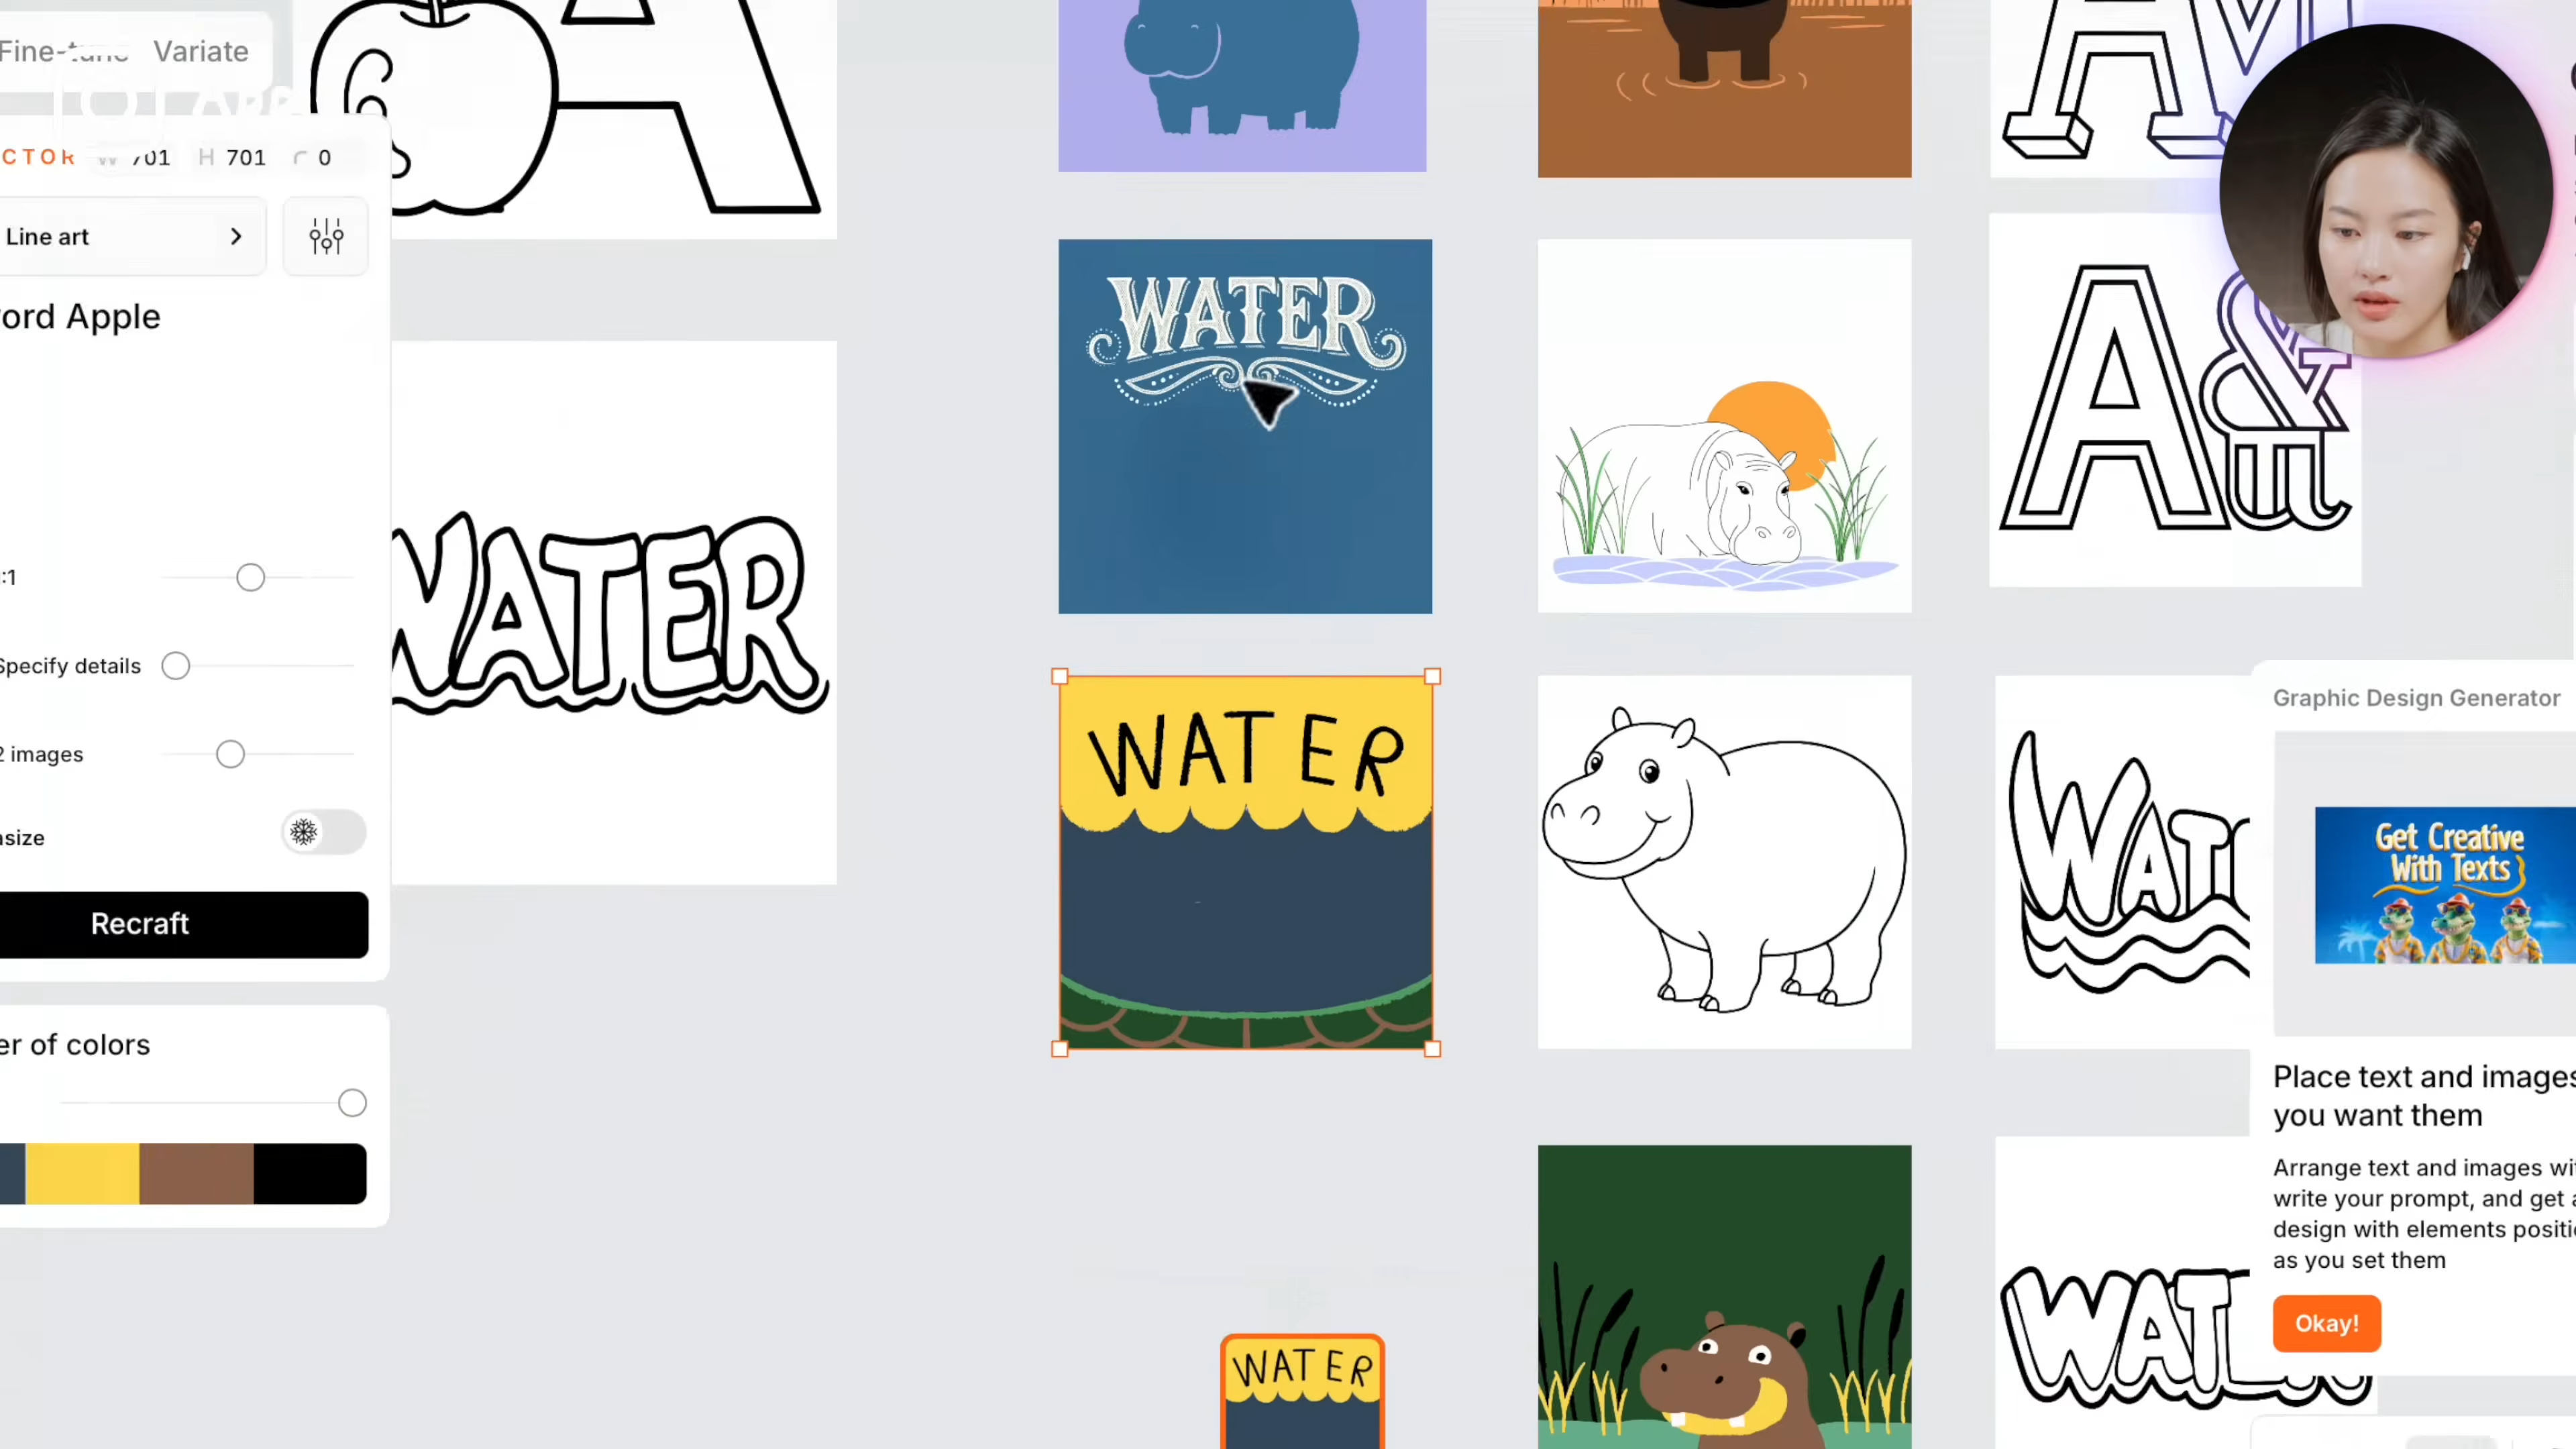 Variate
CTOR W 701 H 701 0
Line art
ord Apple
:1
Specify details
2 images
size
Recraft
er of colors
A
WATER
WATER
WATER
WATER
A&
WAT
WAT
Graphic Design Generator
Get Creative
With Texts
Place text and images
you want them
Arrange text and images wi
write your prompt, and get a
design with elements positi
as you set them
Okay!